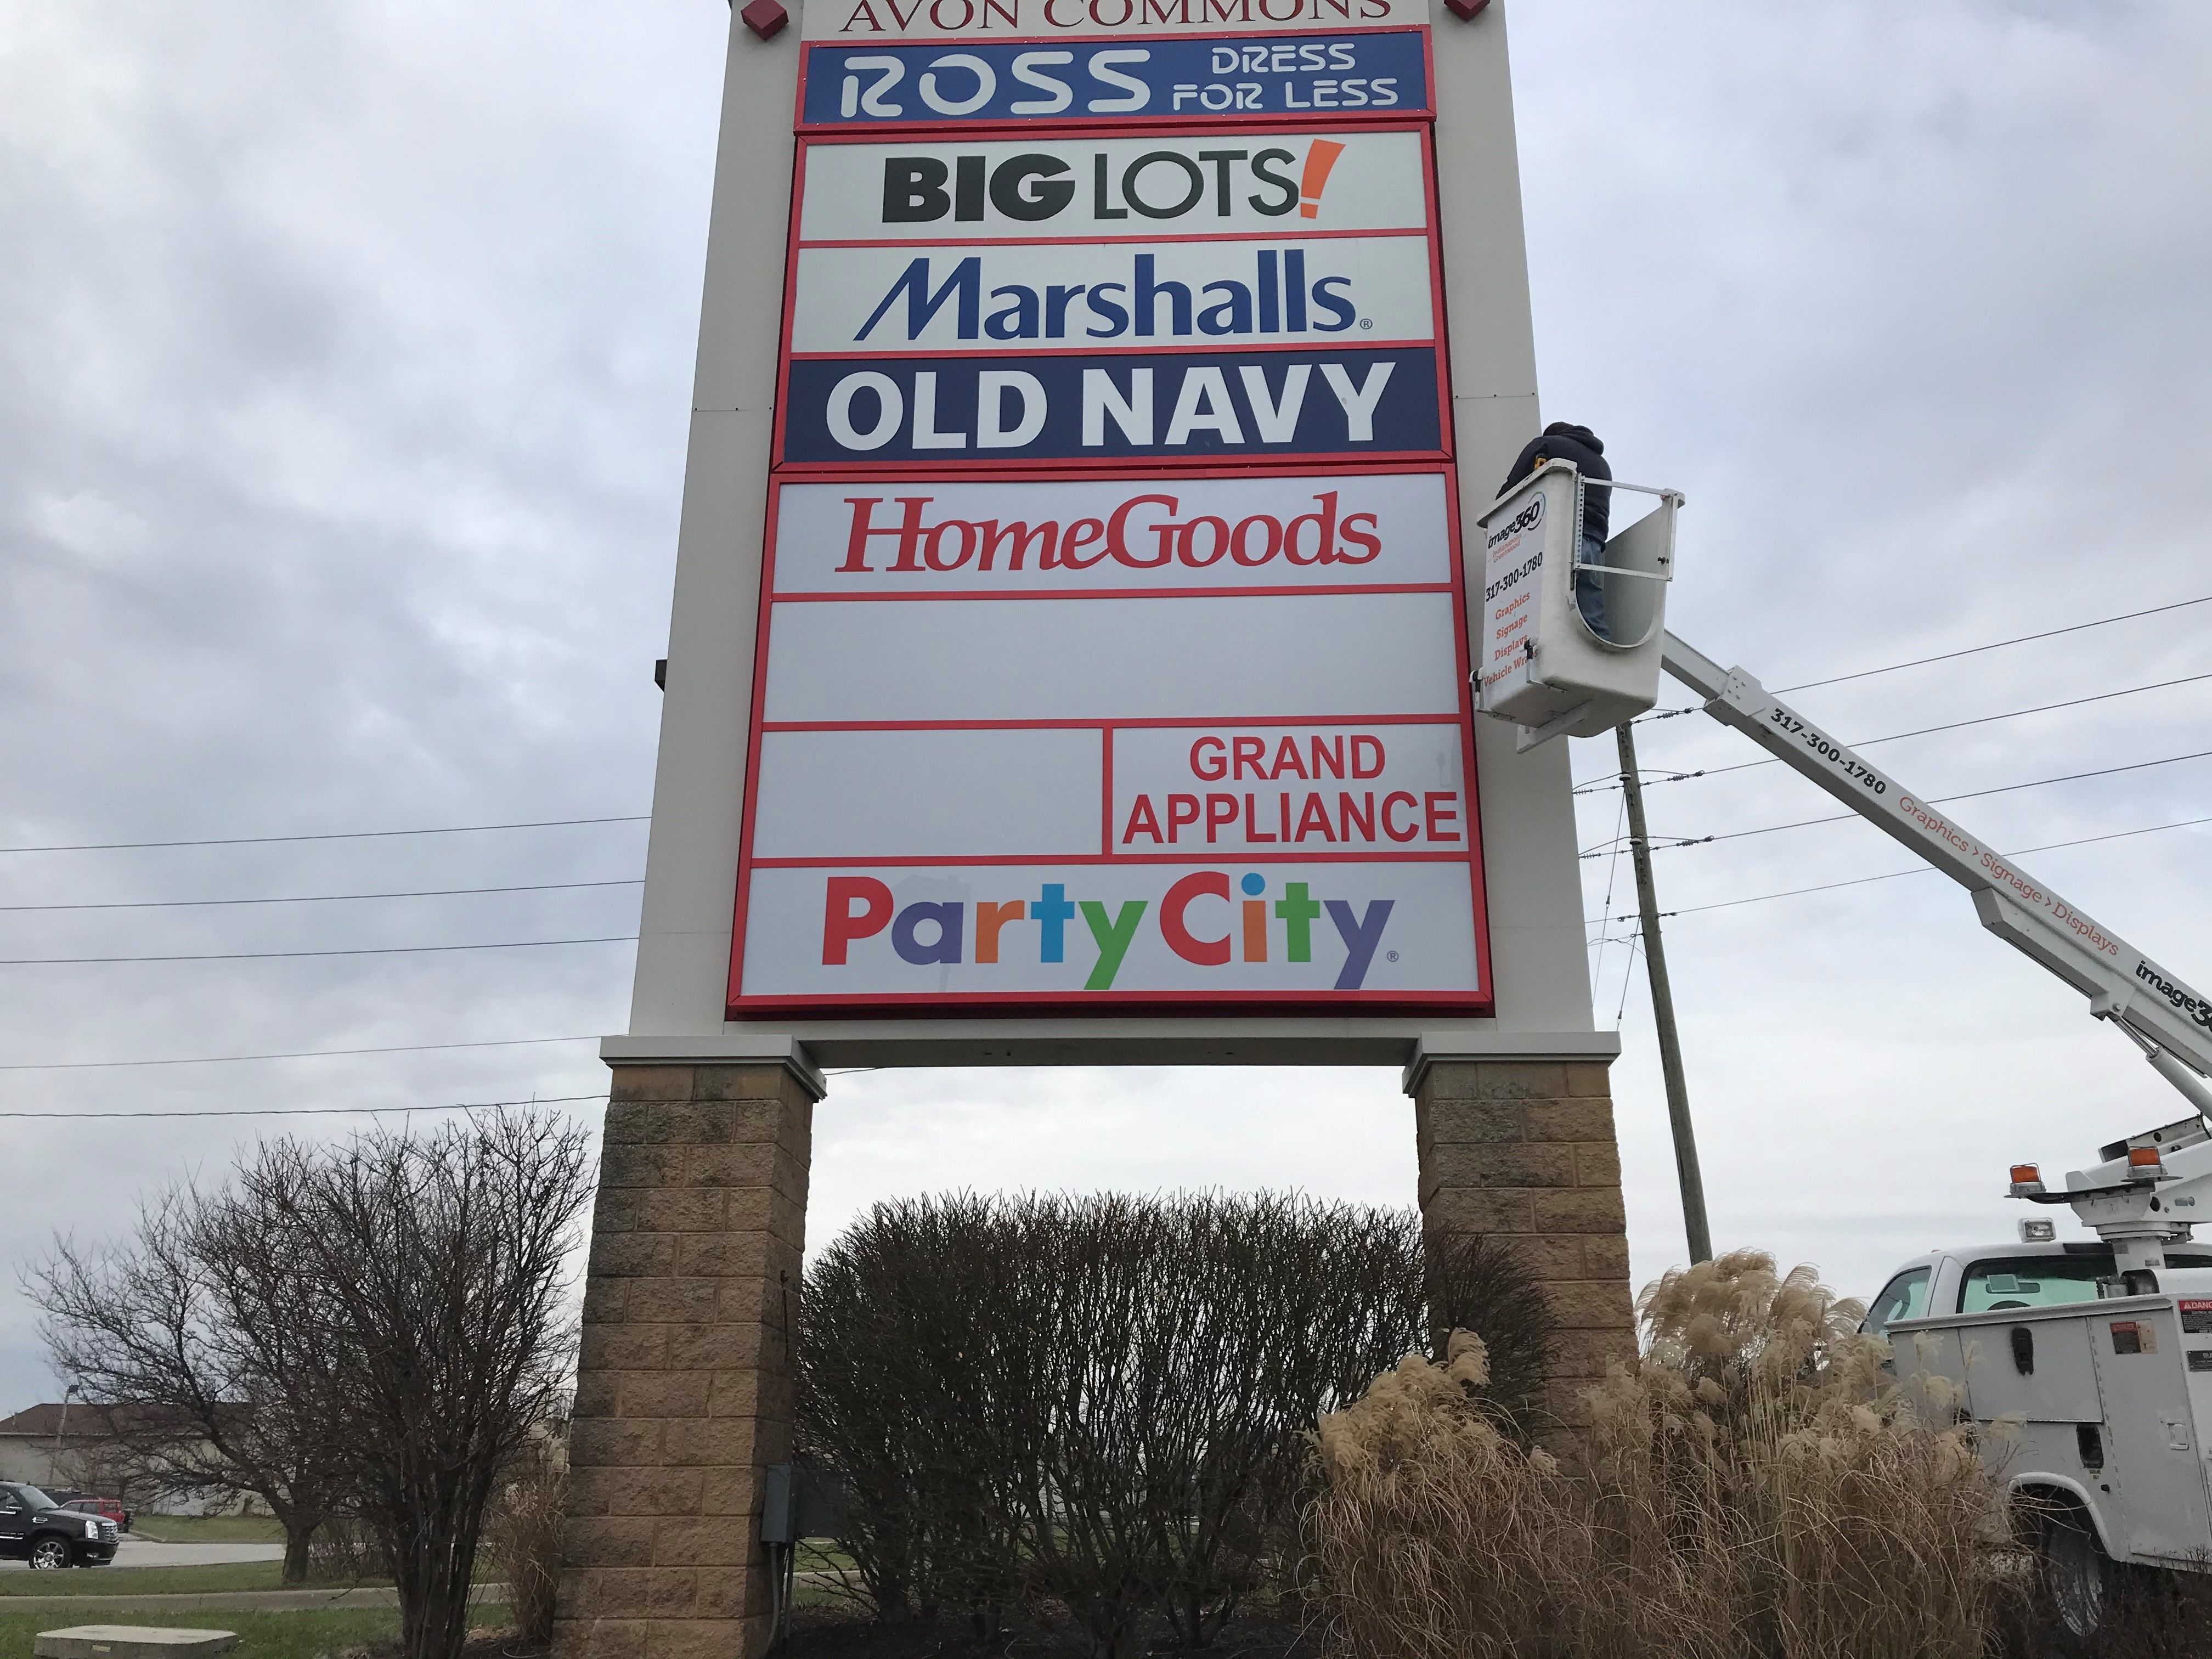 AVON COMMONS
ROSS DRESS
FOR LESS
BIG LOTS!
Marshalls®
OLD NAVY
HomeGoods
GRAND
APPLIANCE
Party City®
image360
317-300-1780
Graphics
Signage
Displays
Vehicle
317-300-1780 Graphics > Signage > Displays